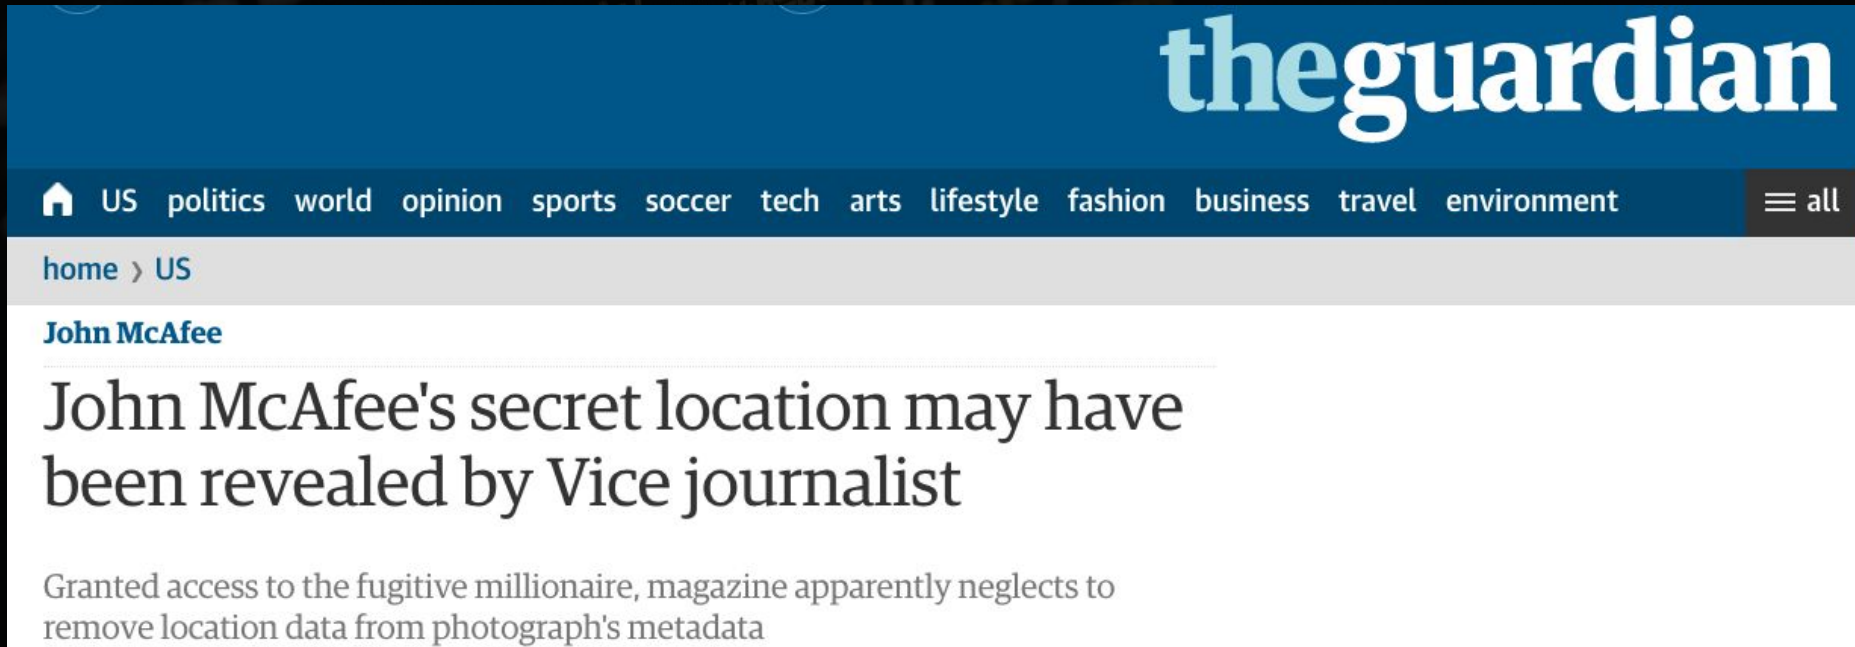 theguardian
US politics world opinion sports soccer tech arts lifestyle fashion business travel environment all
home › US
John McAfee
John McAfee's secret location may have
been revealed by Vice journalist
Granted access to the fugitive millionaire, magazine apparently neglects to
remove location data from photograph's metadata